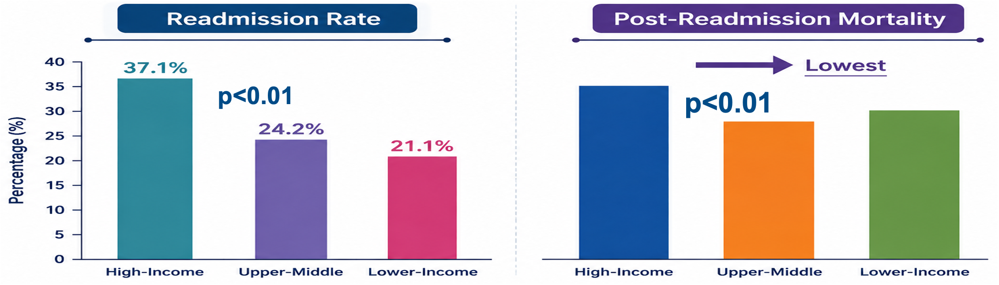 Readmission Rate
37.1%
p<0.01
24.2%
21.1%
Percentage (%)
40
35
30
25
20
15
10
5
0
High-Income
Upper-Middle
Lower-Income
Post-Readmission Mortality
Lowest
p<0.01
High-Income
Upper-Middle
Lower-Income